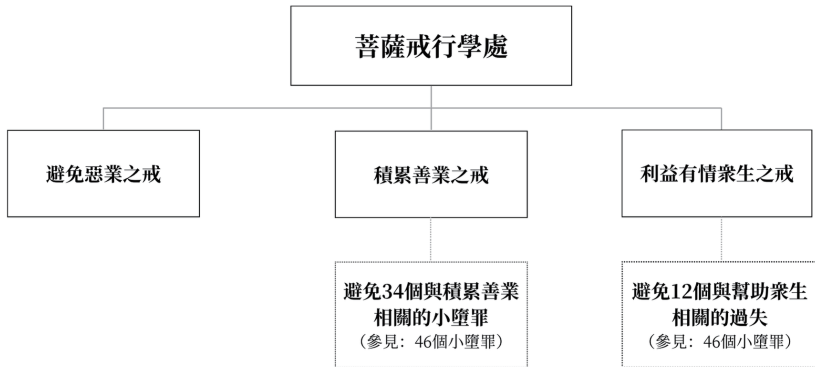 菩薩戒行學處
避免惡業之戒
積累善業之戒
利益有情衆生之戒
避免34個與積累善業
相關的小墮罪
（參見：46個小墮罪）
避免12個與幫助衆生
相關的過失
（參見：46個小墮罪）